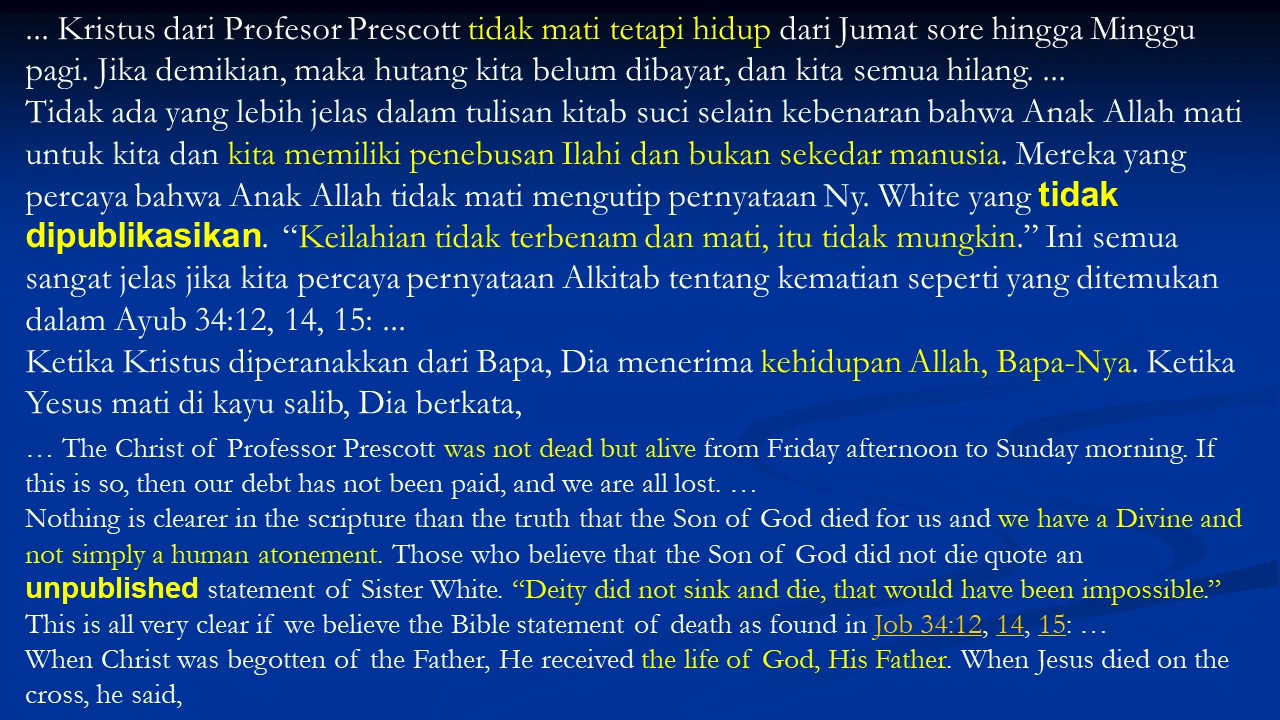 ... Kristus dari Profesor Prescott tidak mati tetapi hidup dari Jumat sore hingga Minggu
pagi. Jika demikian, maka hutang kita belum dibayar, dan kita semua hilang. ...
Tidak ada yang lebih jelas dalam tulisan kitab suci selain kebenaran bahwa Anak Allah mati
untuk kita dan kita memiliki penebusan Ilahi dan bukan sekedar manusia. Mereka yang
percaya bahwa Anak Allah tidak mati mengutip pernyataan Ny. White yang tidak
dipublikasikan. “Keilahian tidak terbenam dan mati, itu tidak mungkin.” Ini semua
sangat jelas jika kita percaya pernyataan Alkitab tentang kematian seperti yang ditemukan
dalam Ayub 34:12, 14, 15: ...
Ketika Kristus diperanakkan dari Bapa, Dia menerima kehidupan Allah, Bapa-Nya. Ketika
Yesus mati di kayu salib, Dia berkata,
… The Christ of Professor Prescott was not dead but alive from Friday afternoon to Sunday morning. If
this is so, then our debt has not been paid, and we are all lost. …
Nothing is clearer in the scripture than the truth that the Son of God died for us and we have a Divine and
not simply a human atonement. Those who believe that the Son of God did not die quote an
unpublished statement of Sister White. “Deity did not sink and die, that would have been impossible.”
This is all very clear if we believe the Bible statement of death as found in Job 34:12, 14, 15: …
When Christ was begotten of the Father, He received the life of God, His Father. When Jesus died on the
cross, he said,